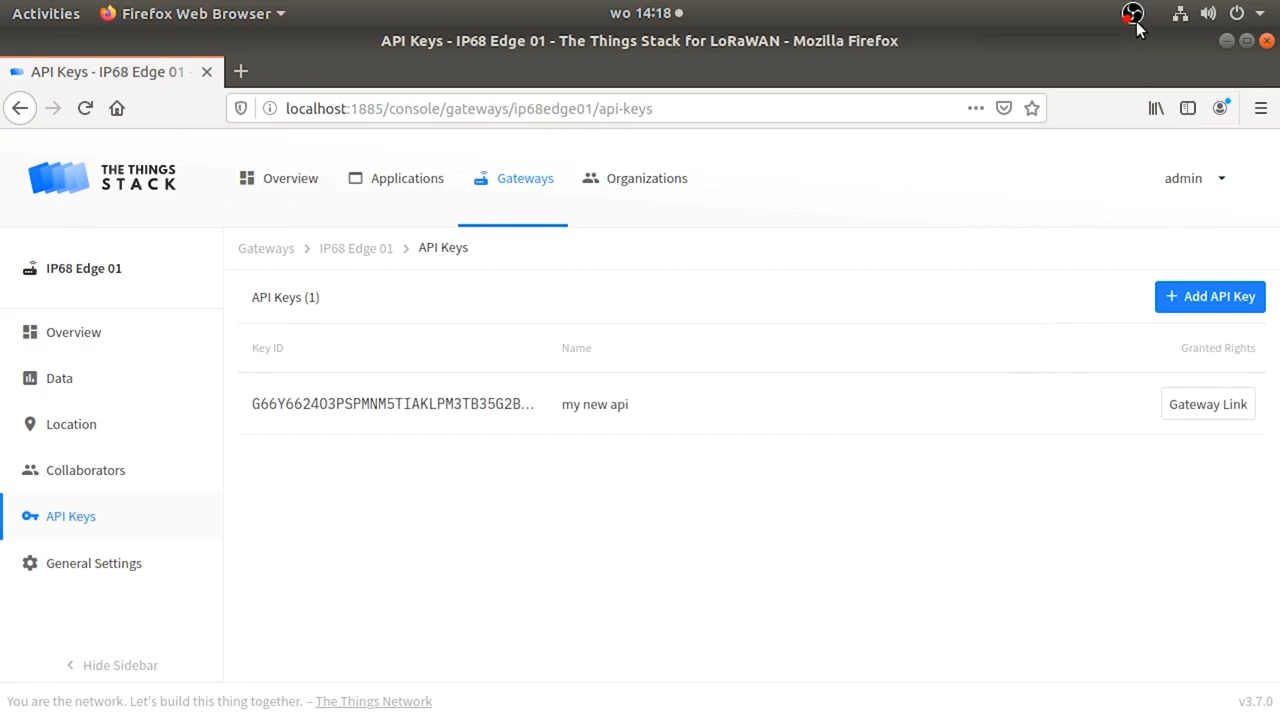 Activities Firefox Web Browser wo 14:18
API Keys - IP68 Edge 01 - The Things Stack for LoRaWAN - Mozilla Firefox
API Keys - IP68 Edge 01 -
localhost:1885/console/gateways/ip68edge01/api-keys
THE THINGS STACK
Overview Applications Gateways Organizations admin
IP68 Edge 01
Gateways > IP68 Edge 01 > API Keys
API Keys (1)
+ Add API Key
Key ID Name Granted Rights
G66Y6624O3PSPMNM5TIAKLPM3TB35G2B... my new api Gateway Link
Overview
Data
Location
Collaborators
API Keys
General Settings
< Hide Sidebar
You are the network. Let's build this thing together. – The Things Network v3.7.0